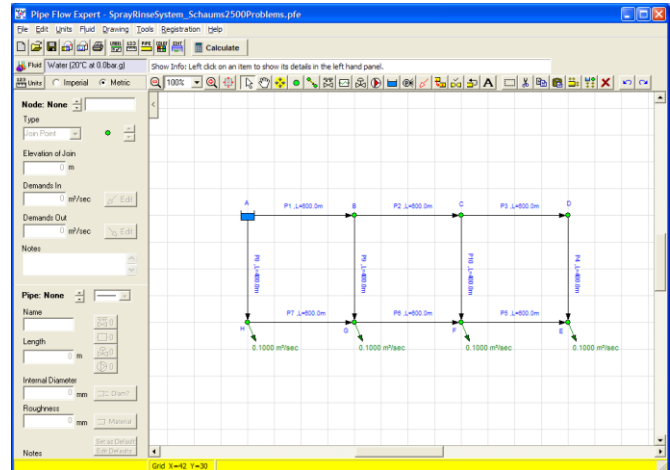 Pipe Flow Expert - SprayRinseSystem_Schaums2500Problems.pfe
File Edit Units Fluid Drawing Tools Registration Help
Calculate
Fluid Water (20°C at 0.0bar.g)
Show Info: Left click on an item to show its details in the left hand panel.
Units Imperial Metric
100%
Node: None
Type
Join Point
Elevation of Join
0 m
Demands In
0 m³/sec Edit
Demands Out
0 m³/sec Edit
Notes
Pipe: None
Name
Length
0 m
Internal Diameter
0 mm Diam?
Roughness
0 mm Material
Set as Default
Notes Edit Defaults
A B C D
P1 ,L=600.0m P2 ,L=600.0m P3 ,L=600.0m
P8 ,L=400.0m P9 ,L=400.0m P10 ,L=400.0m P4 ,L=400.0m
P7 ,L=600.0m P6 ,L=600.0m P5 ,L=600.0m
H G F E
0.1000 m³/sec 0.1000 m³/sec 0.1000 m³/sec 0.1000 m³/sec
Grid X=42 Y=30